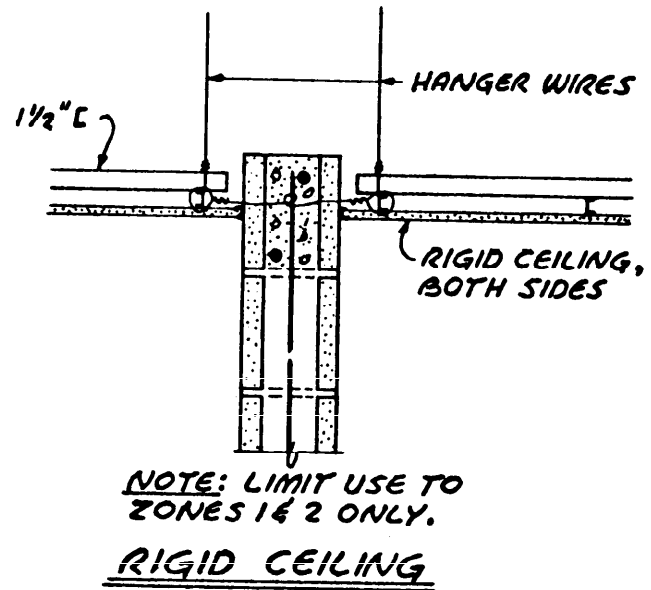 HANGER WIRES
1½"[
RIGID CEILING,
BOTH SIDES
NOTE: LIMIT USE TO
ZONES 1 & 2 ONLY.
RIGID CEILING